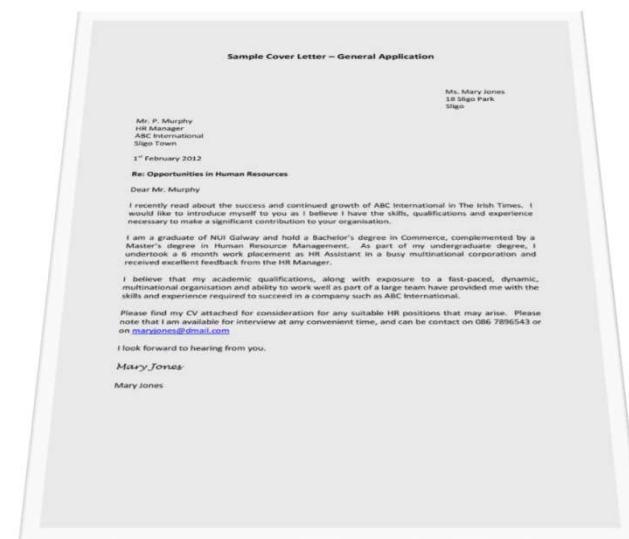 Sample Cover Letter – General Application
Ms. Mary Jones
18 Sligo Park
Sligo
Mr. P. Murphy
HR Manager
ABC International
Sligo Town
1st February 2012
Re: Opportunities in Human Resources
Dear Mr. Murphy
I recently read about the success and continued growth of ABC International in The Irish Times. I
would like to introduce myself to you as I believe I have the skills, qualifications and experience
necessary to make a significant contribution to your organisation.
I am a graduate of NUI Galway and hold a Bachelor's degree in Commerce, complemented by a
Master's degree in Human Resource Management. As part of my undergraduate degree, I
undertook a 6 month work placement as HR Assistant in a busy multinational corporation and
received excellent feedback from the HR Manager.
I believe that my academic qualifications, along with exposure to a fast-paced, dynamic,
multinational organisation and ability to work well as part of a large team have provided me with the
skills and experience required to succeed in a company such as ABC International.
Please find my CV attached for consideration for any suitable HR positions that may arise. Please
note that I am available for interview at any convenient time, and can be contact on 086 7896543 or
on maryjones@dmail.com
I look forward to hearing from you.
Mary Jones
Mary Jones